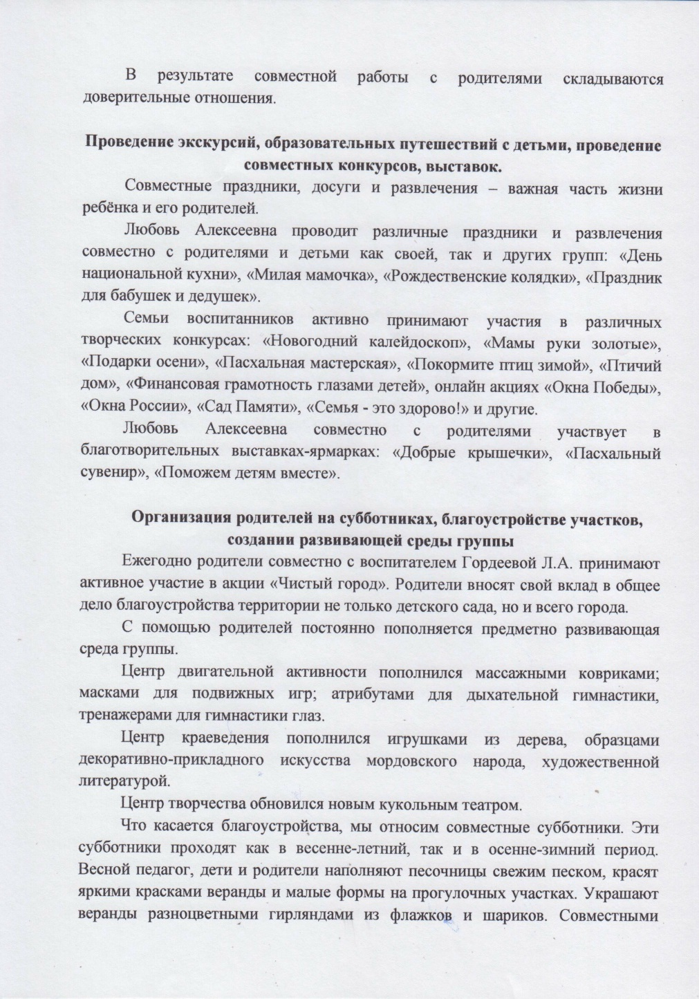 В результате совместной работы с родителями складываются
доверительные отношения.
Проведение экскурсий, образовательных путешествий с детьми, проведение
совместных конкурсов, выставок.
Совместные праздники, досуги и развлечения – важная часть жизни
ребёнка и его родителей.
Любовь Алексеевна проводит различные праздники и развлечения
совместно с родителями и детьми как своей, так и других групп: «День
национальной кухни», «Милая мамочка», «Рождественские колядки», «Праздник
для бабушек и дедушек».
Семьи воспитанников активно принимают участия в различных
творческих конкурсах: «Новогодний калейдоскоп», «Мамы руки золотые»,
«Подарки осени», «Пасхальная мастерская», «Покормите птиц зимой», «Птичий
дом», «Финансовая грамотность глазами детей», онлайн акциях «Окна Победы»,
«Окна России», «Сад Памяти», «Семья - это здорово!» и другие.
Любовь Алексеевна совместно с родителями участвует в
благотворительных выставках-ярмарках: «Добрые крышечки», «Пасхальный
сувенир», «Поможем детям вместе».
Организация родителей на субботниках, благоустройстве участков,
создании развивающей среды группы
Ежегодно родители совместно с воспитателем Гордеевой Л.А. принимают
активное участие в акции «Чистый город». Родители вносят свой вклад в общее
дело благоустройства территории не только детского сада, но и всего города.
С помощью родителей постоянно пополняется предметно развивающая
среда группы.
Центр двигательной активности пополнился массажными ковриками;
масками для подвижных игр; атрибутами для дыхательной гимнастики,
тренажерами для гимнастики глаз.
Центр краеведения пополнился игрушками из дерева, образцами
декоративно-прикладного искусства мордовского народа, художественной
литературой.
Центр творчества обновился новым кукольным театром.
Что касается благоустройства, мы относим совместные субботники. Эти
субботники проходят как в весенне-летний, так и в осенне-зимний период.
Весной педагог, дети и родители наполняют песочницы свежим песком, красят
яркими красками веранды и малые формы на прогулочных участках. Украшают
веранды разноцветными гирляндами из флажков и шариков. Совместными